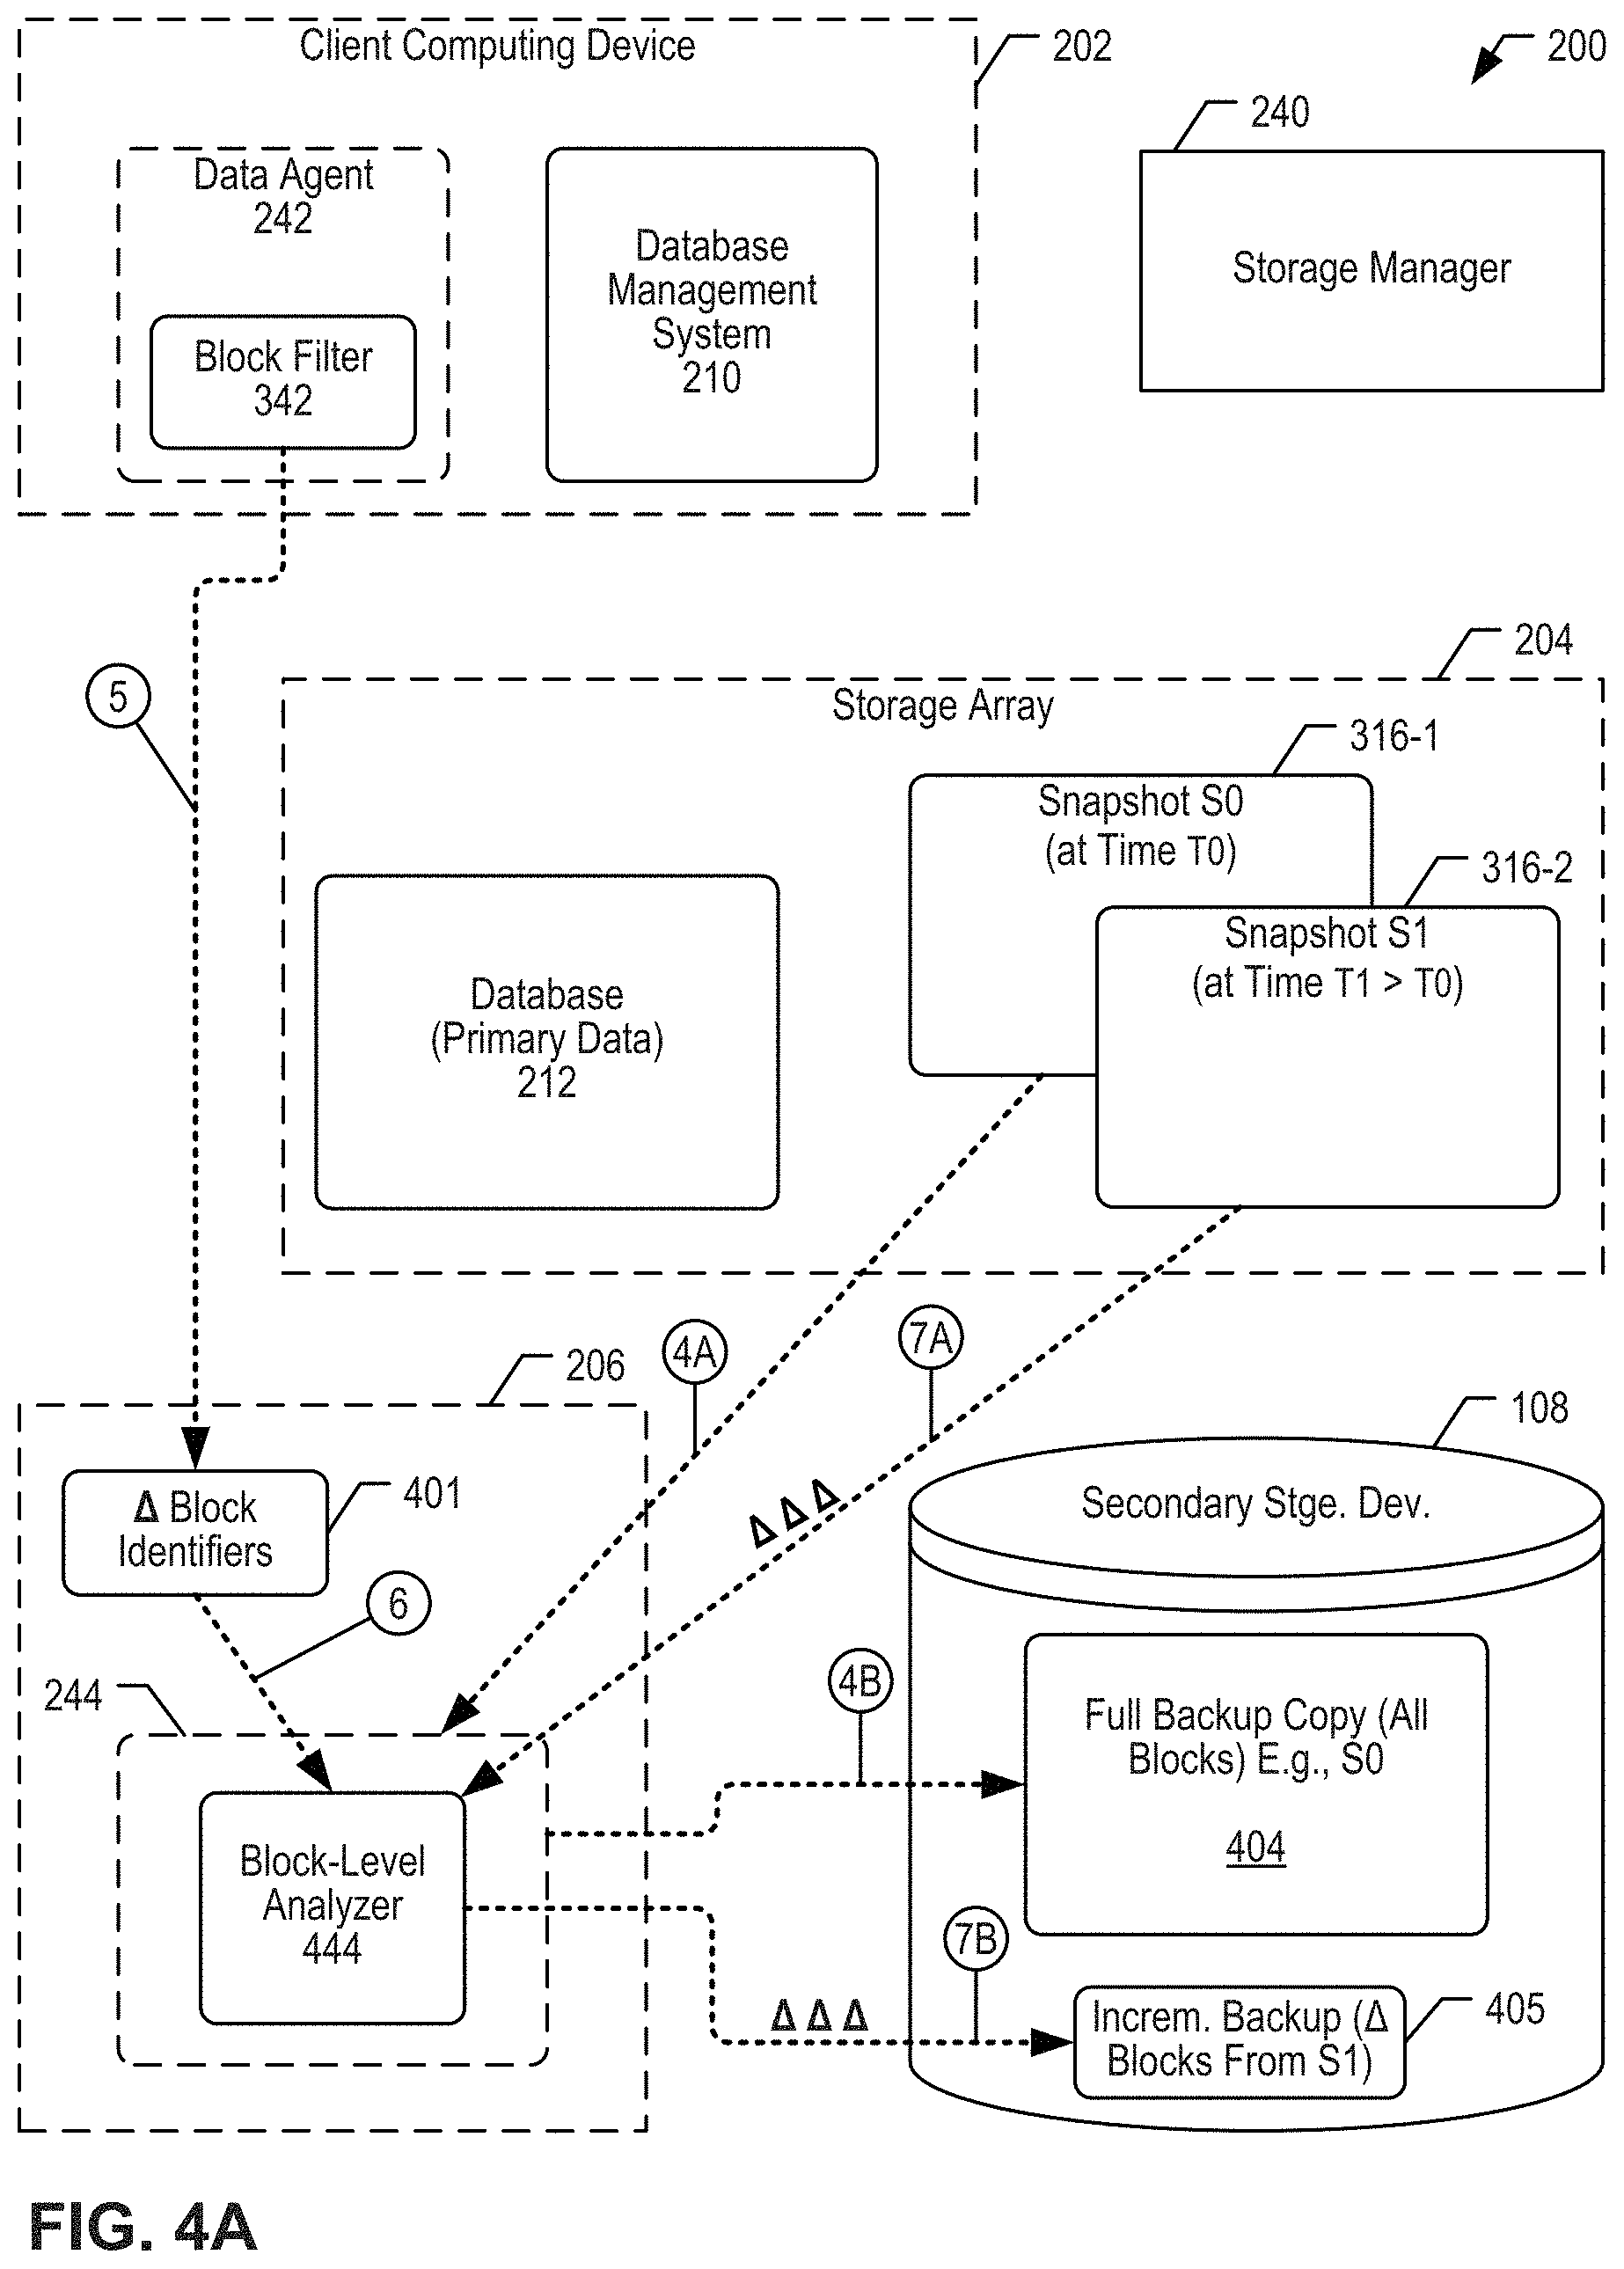 Client Computing Device
202
200
240
Data Agent
242
Block Filter
342
Database
Management
System
210
Storage Manager
204
5
Storage Array
316-1
Snapshot S0
(at Time T0)
316-2
Snapshot S1
(at Time T1 > T0)
Database
(Primary Data)
212
4A
7A
206
108
Δ Block
Identifiers
401
Δ Δ Δ
Secondary Stge. Dev.
6
244
4B
Full Backup Copy (All
Blocks) E.g., S0
404
Block-Level
Analyzer
444
7B
Δ Δ Δ
Increm. Backup (Δ
Blocks From S1)
405
FIG. 4A